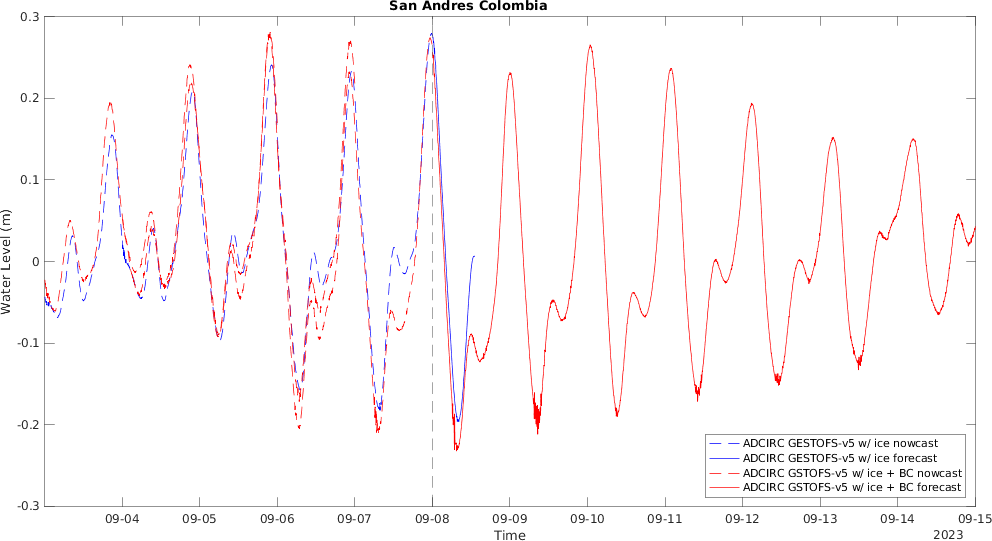 San Andres Colombia
Water Level (m)
0.3
0.2
0.1
0
-0.1
-0.2
-0.3
ADCIRC GESTOFS-v5 w/ ice nowcast
ADCIRC GESTOFS-v5 w/ ice forecast
ADCIRC GSTOFS-v5 w/ ice + BC nowcast
ADCIRC GSTOFS-v5 w/ ice + BC forecast
09-04 09-05 09-06 09-07 09-08 09-09 09-10 09-11 09-12 09-13 09-14 09-15
Time
2023